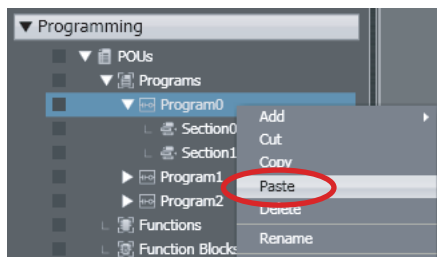 Programming
POUs
Programs
Program0
Add
Section0
Cut
Section1
Copy
Program1
Paste
Program2
Delete
Functions
Rename
Function Blocks